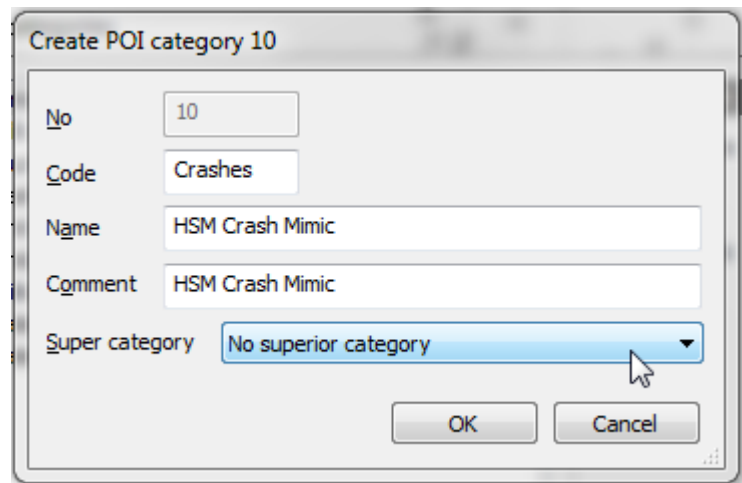 Create POI category 10
No 10
Code Crashes
Name HSM Crash Mimic
Comment HSM Crash Mimic
Super category No superior category
OK Cancel